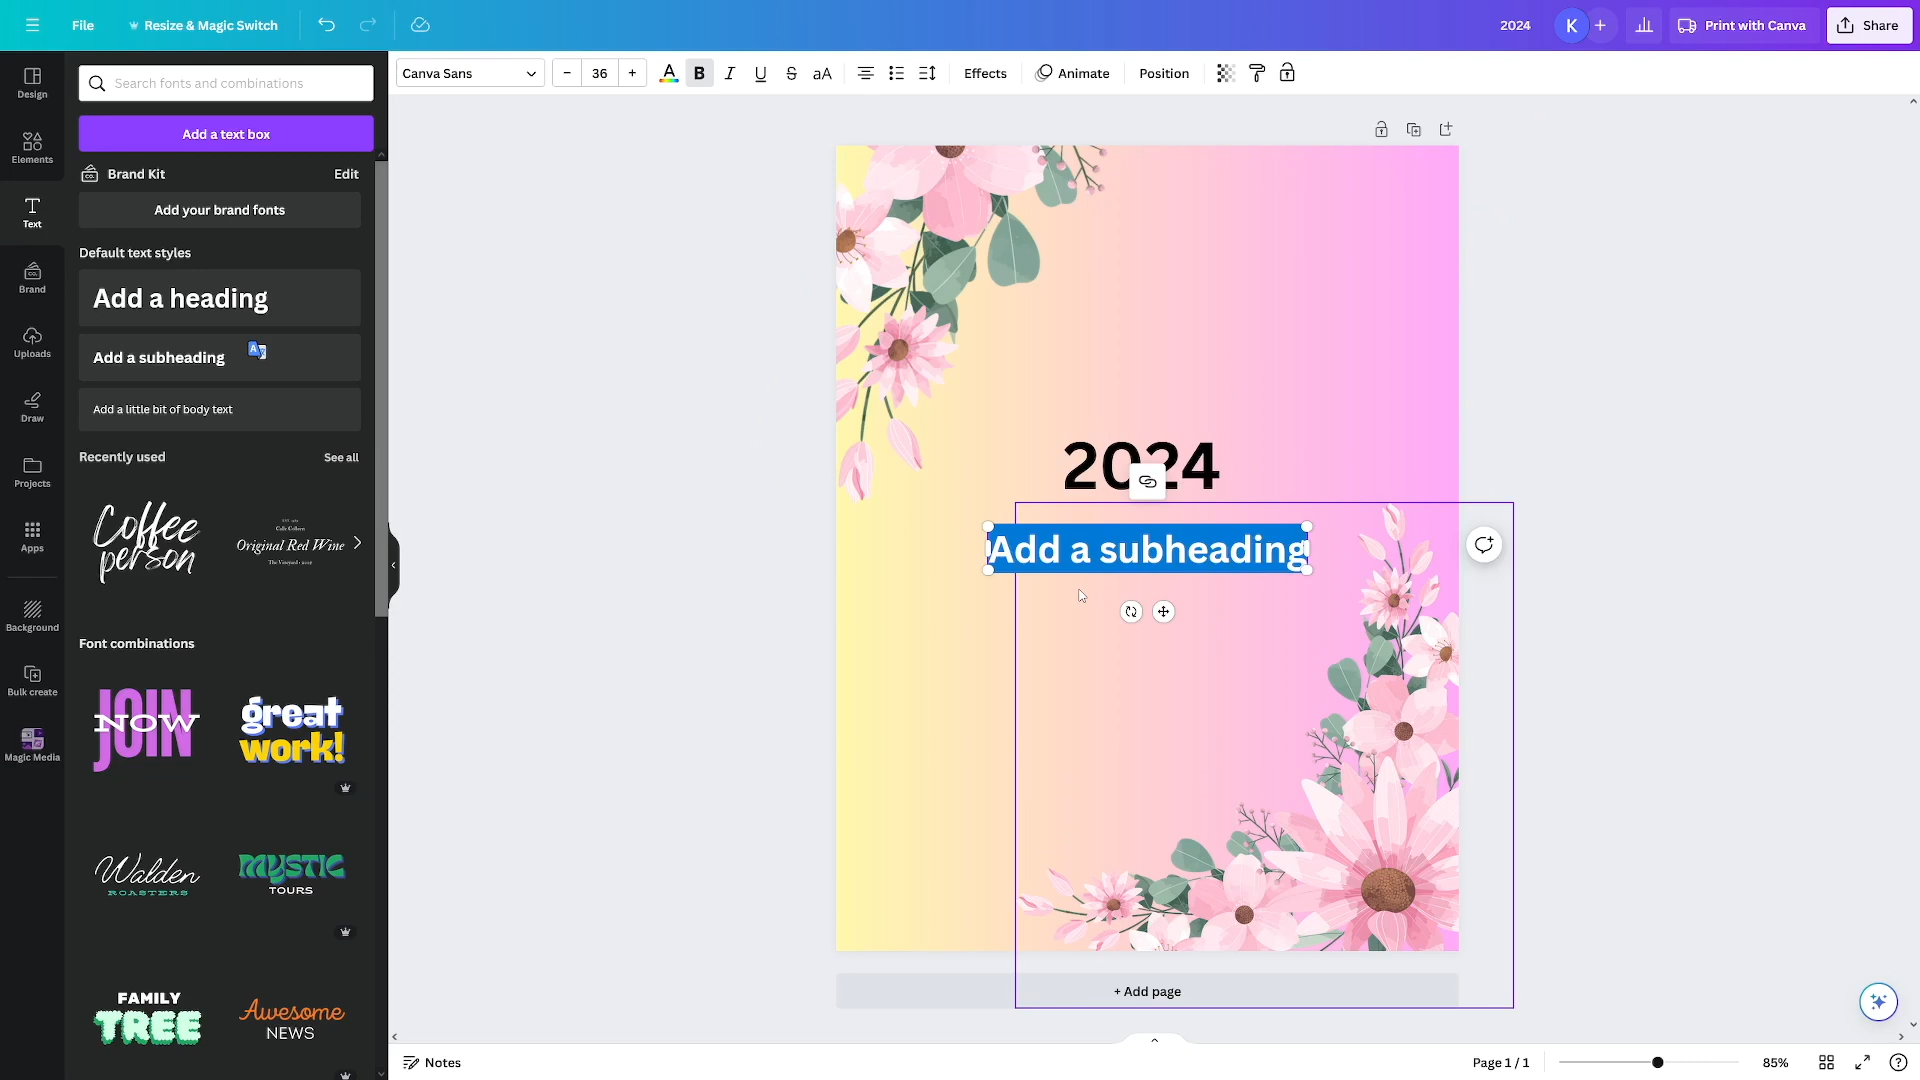 File
Resize & Magic Switch
2024
K
Print with Canva
Share
Design
Elements
Text
Brand
Uploads
Draw
Projects
Apps
Background
Bulk create
Magic Media
Search fonts and combinations
Add a text box
Brand Kit
Edit
Add your brand fonts
Default text styles
Add a heading
Add a subheading
Add a little bit of body text
Recently used
See all
Coffee
person
Original Red Wine
Font combinations
JOIN
NOW
great
work!
Walden
ROASTERS
MYSTIC
TOURS
FAMILY
TREE
Awesome
NEWS
Canva Sans
36
A
B
I
U
S
aA
Effects
Animate
Position
2024
Add a subheading
+ Add page
Notes
Page 1 / 1
85%